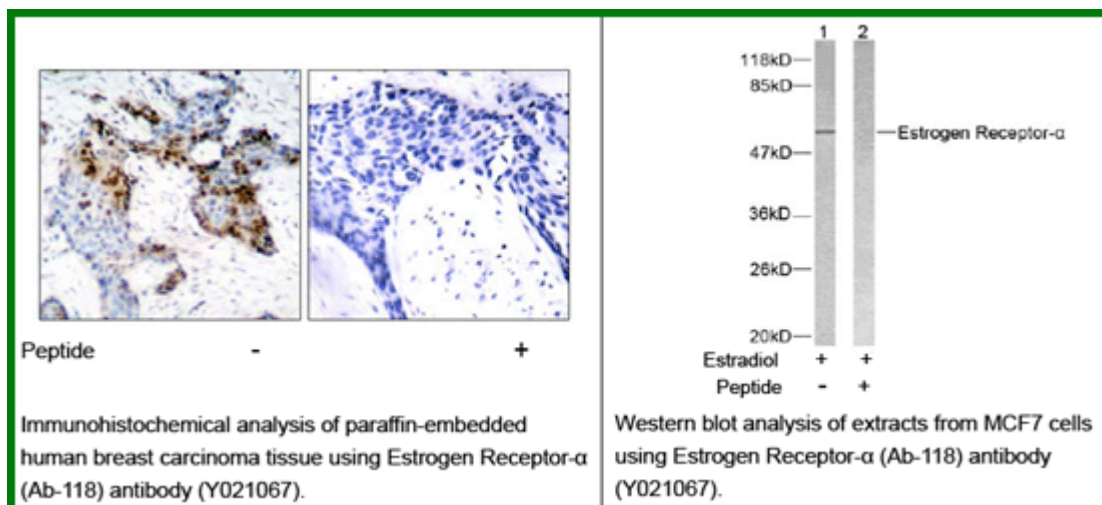 Peptide - +
Immunohistochemical analysis of paraffin-embedded
human breast carcinoma tissue using Estrogen Receptor-α
(Ab-118) antibody (Y021067).
1 2
118kD
85kD
Estrogen Receptor-α
47kD
36kD
26kD
20kD
Estradiol + +
Peptide - +
Western blot analysis of extracts from MCF7 cells
using Estrogen Receptor-α (Ab-118) antibody
(Y021067).